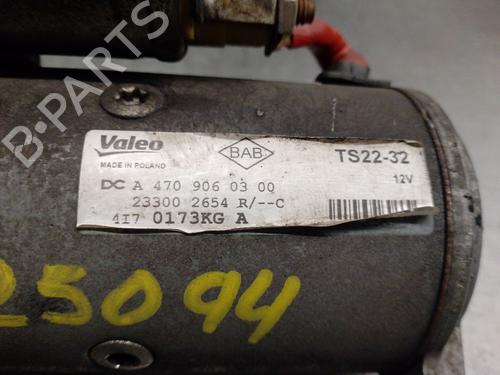 Valeo
MADE IN POLAND
BAB
TS22-32
12V
DC A 470 906 03 00
23300 2654 R/--C
4I7 0173KG A
25094
B-PARTS